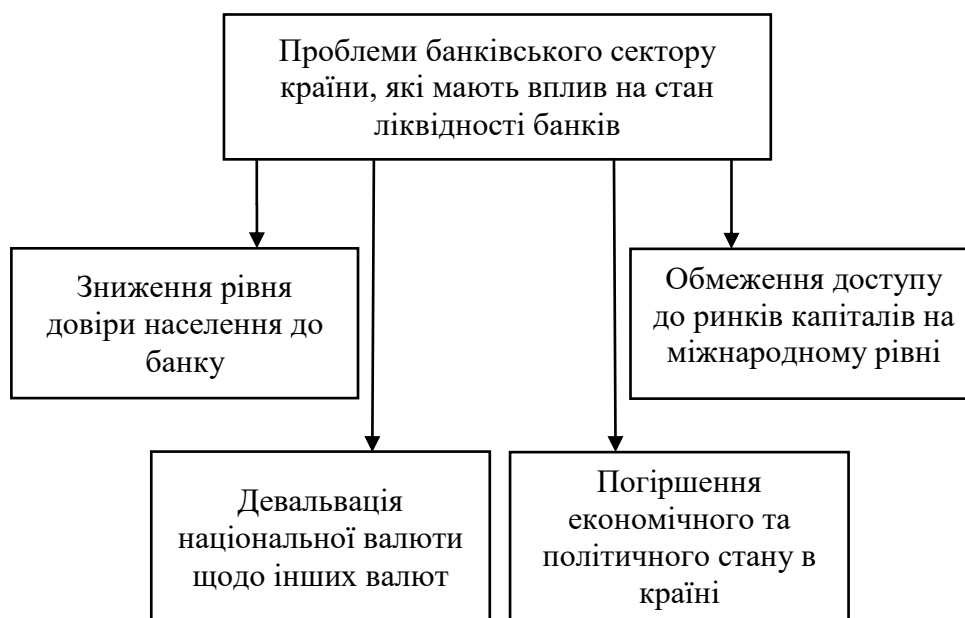 Проблеми банківського сектору
країни, які мають вплив на стан
ліквідності банків
Зниження рівня
довіри населення до
банку
Обмеження доступу
до ринків капіталів на
міжнародному рівні
Девальвація
національної валюти
щодо інших валют
Погіршення
економічного та
політичного стану в
країні